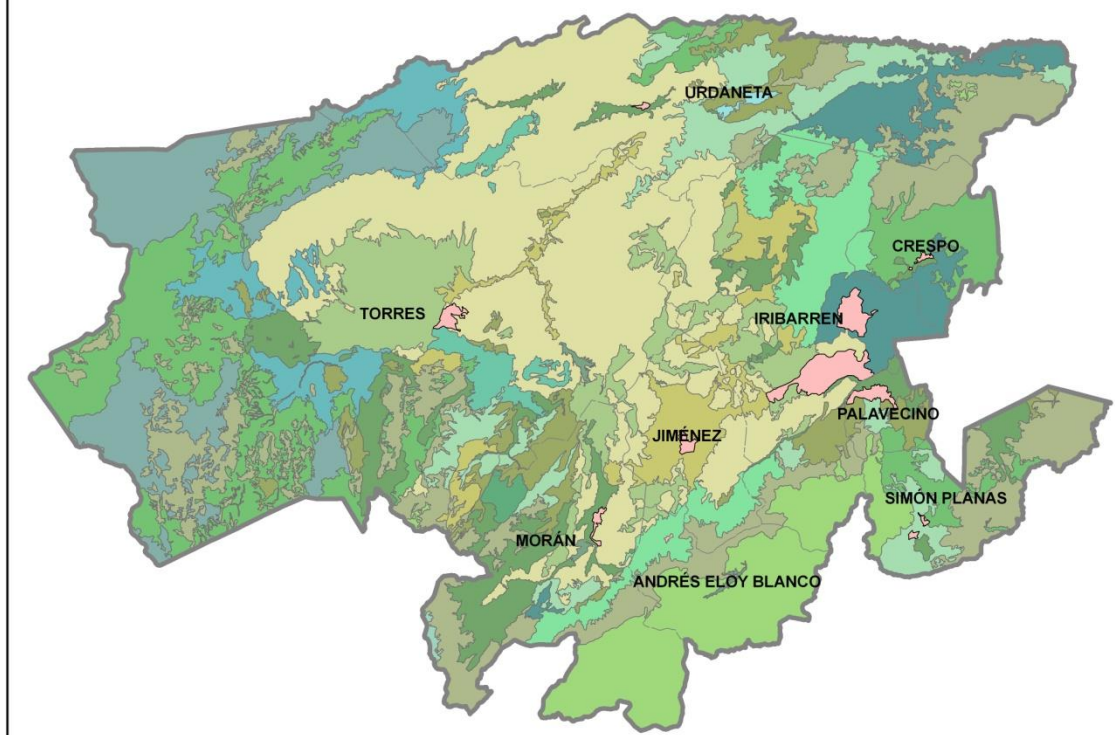 URDANETA
CRESPO
TORRES
IRIBARREN
PALAVECINO
JIMÉNEZ
SIMÓN PLANAS
MORÁN
ANDRÉS ELOY BLANCO